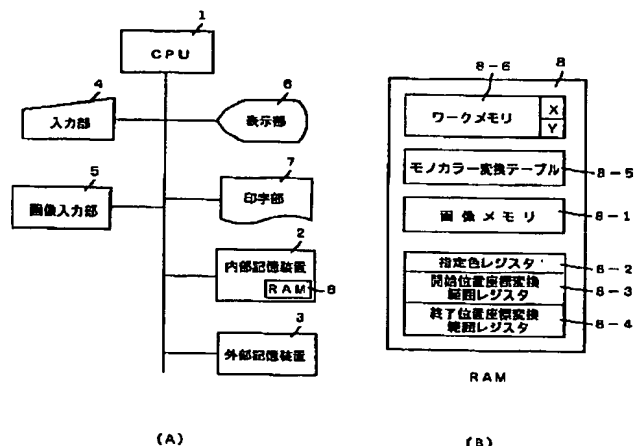 1
CPU
4
入力部
6
表示部
5
画像入力部
7
印字部
2
内部記憶装置
RAM
8
3
外部記憶装置
(A)
8-6
8
ワークメモリ
X
Y
モノカラー変換テーブル
8-5
画像メモリ
8-1
指定色レジスタ
8-2
開始位置座標変換
範囲レジスタ
8-3
終了位置座標変換
範囲レジスタ
8-4
RAM
(B)